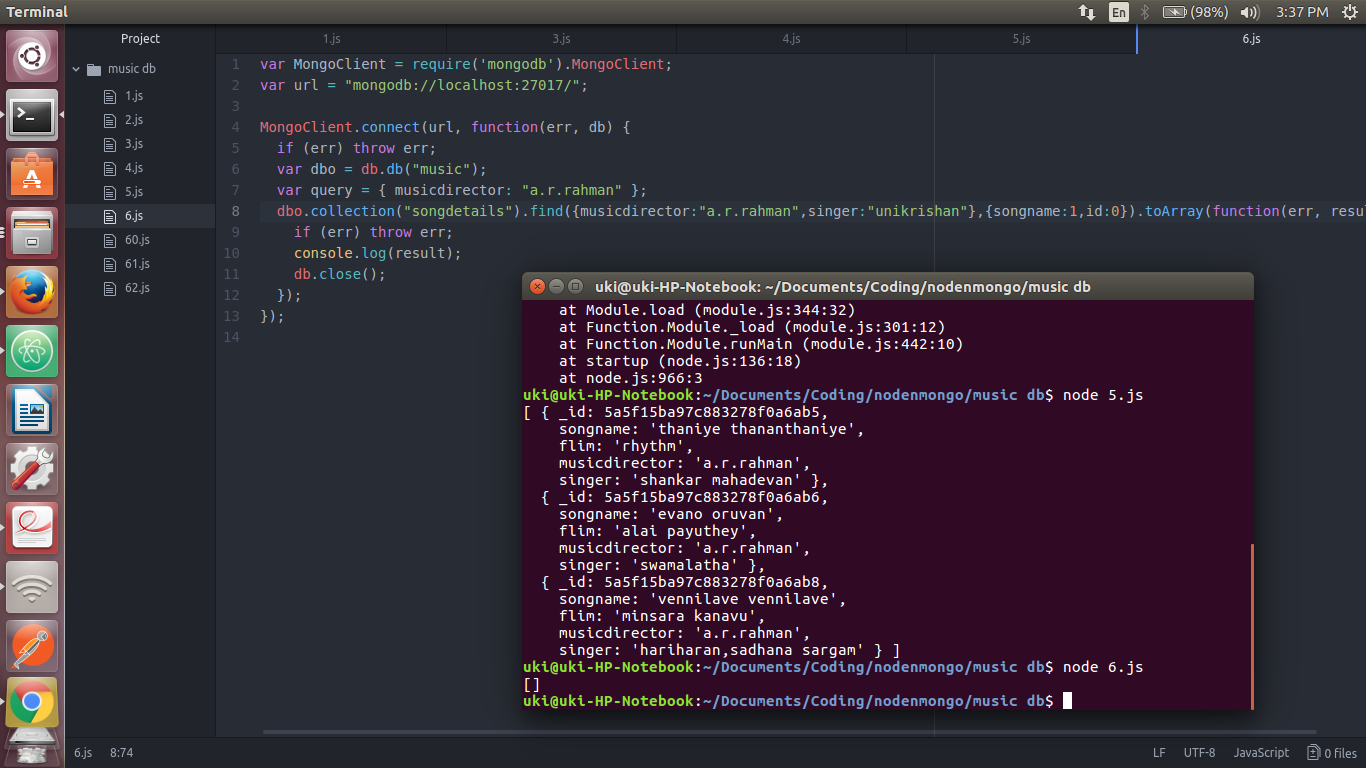 Terminal
En
(98%)
3:37 PM
Project
music db
1.js
2.js
3.js
4.js
5.js
6.js
60.js
61.js
62.js
1.js
3.js
4.js
5.js
6.js
1 var MongoClient = require('mongodb').MongoClient;
2 var url = "mongodb://localhost:27017/";
3
4 MongoClient.connect(url, function(err, db) {
5 if (err) throw err;
6 var dbo = db.db("music");
7 var query = { musicdirector: "a.r.rahman" };
8 dbo.collection("songdetails").find({musicdirector:"a.r.rahman",singer:"unikrishan"},{songname:1,id:0}).toArray(function(err, resul
9 if (err) throw err;
10 console.log(result);
11 db.close();
12 });
13 });
14
uki@uki-HP-Notebook: ~/Documents/Coding/nodenmongo/music db
at Module.load (module.js:344:32)
at Function.Module._load (module.js:301:12)
at Function.Module.runMain (module.js:442:10)
at startup (node.js:136:18)
at node.js:966:3
uki@uki-HP-Notebook:~/Documents/Coding/nodenmongo/music db$ node 5.js
[ { _id: 5a5f15ba97c883278f0a6ab5,
songname: 'thaniye thananthaniye',
flim: 'rhythm',
musicdirector: 'a.r.rahman',
singer: 'shankar mahadevan' },
{ _id: 5a5f15ba97c883278f0a6ab6,
songname: 'evano oruvan',
flim: 'alai payuthey',
musicdirector: 'a.r.rahman',
singer: 'swamalatha' },
{ _id: 5a5f15ba97c883278f0a6ab8,
songname: 'vennilave vennilave',
flim: 'minsara kanavu',
musicdirector: 'a.r.rahman',
singer: 'hariharan,sadhana sargam' } ]
uki@uki-HP-Notebook:~/Documents/Coding/nodenmongo/music db$ node 6.js
[]
uki@uki-HP-Notebook:~/Documents/Coding/nodenmongo/music db$
6.js 8:74
LF UTF-8 JavaScript 0 files